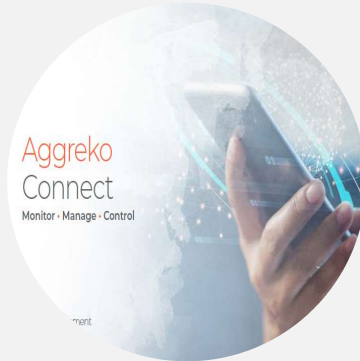 Aggreko
Connect
Monitor • Manage • Control